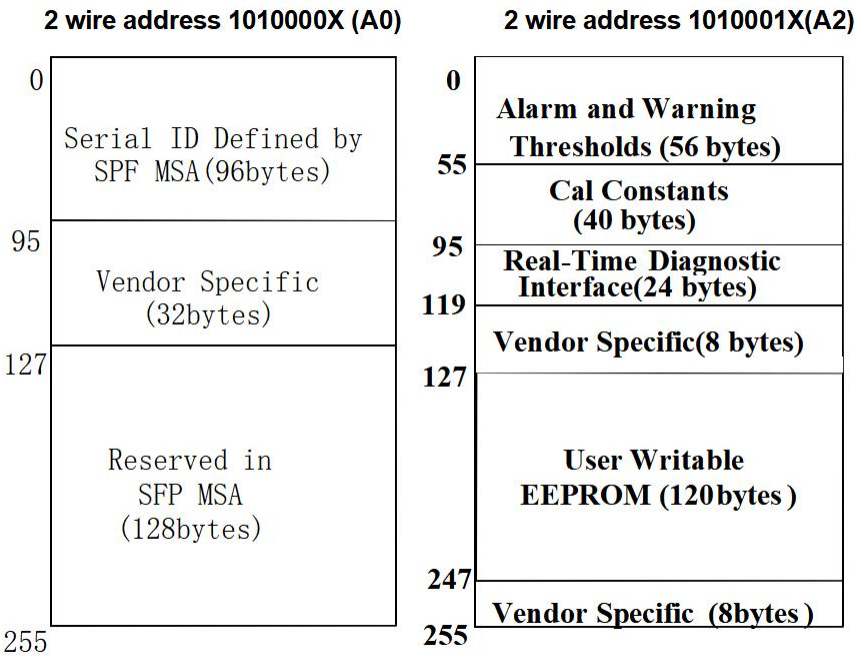 2 wire address 1010000X (A0)
0
Serial ID Defined by
SPF MSA(96bytes)
95
Vendor Specific
(32bytes)
127
Reserved in
SFP MSA
(128bytes)
255
2 wire address 1010001X(A2)
0
Alarm and Warning
Thresholds (56 bytes)
55
Cal Constants
(40 bytes)
95
Real-Time Diagnostic
Interface(24 bytes)
119
Vendor Specific(8 bytes)
127
User Writable
EEPROM (120bytes)
247
Vendor Specific (8bytes)
255